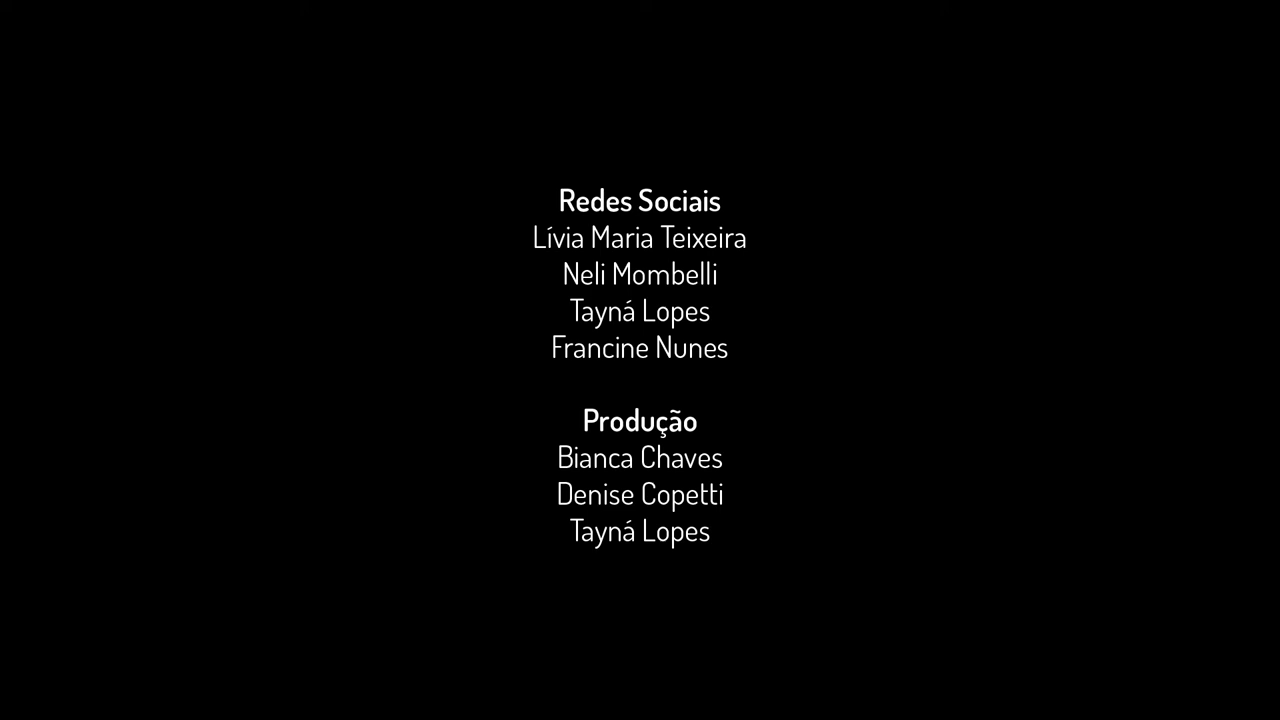 Redes Sociais
Lívia Maria Teixeira
Neli Mombelli
Tayná Lopes
Francine Nunes
Produção
Bianca Chaves
Denise Copetti
Tayná Lopes